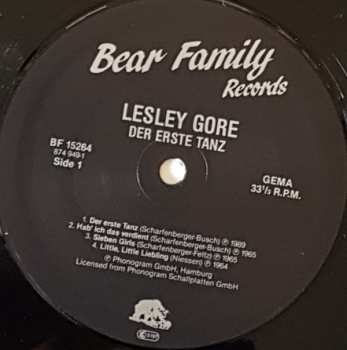 Bear Family
Records
LESLEY GORE
DER ERSTE TANZ
BF 15264
874 949-1
Side 1
GEMA
33⅓ R.P.M.
1. Der erste Tanz (Scharfenberger-Busch) ℗ 1989
2. Hab' ich das verdient (Scharfenberger-Busch) ℗ 1965
3. Sieben Girls (Scharfenberger-Feltz) ℗ 1965
4. Little, Little Liebling (Niessen) ℗ 1964
℗ Phonogram GmbH, Hamburg
Licensed from Phonogram Schallplatten GmbH